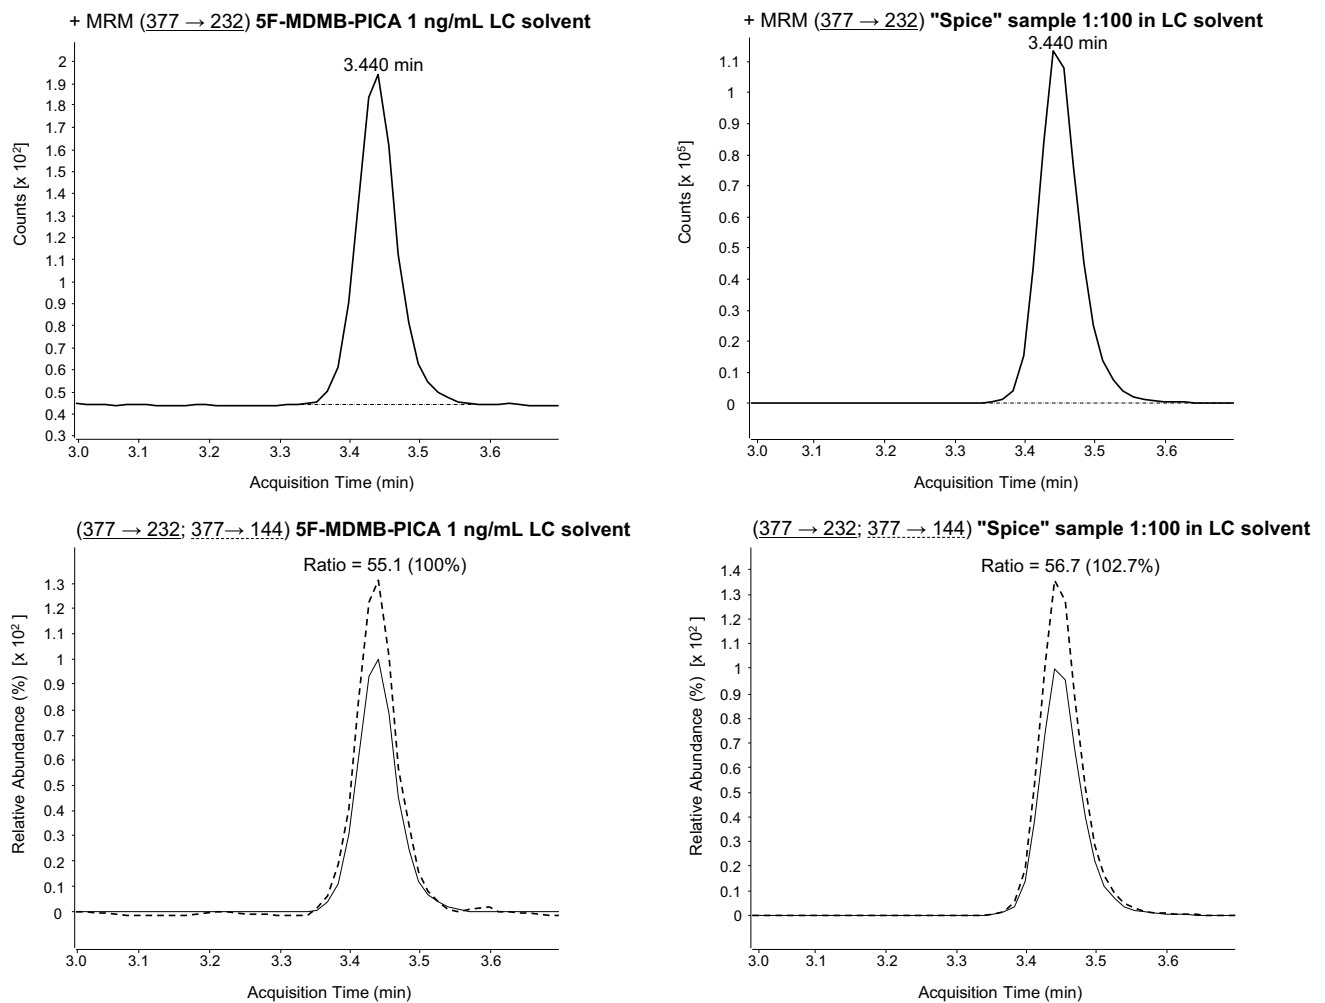 + MRM (377 → 232) 5F-MDMB-PICA 1 ng/mL LC solvent
3.440 min
2
1.9
1.8
1.7
1.6
1.5
1.4
1.3
1.2
1.1
1
0.9
0.8
0.7
0.6
0.5
0.4
0.3
Counts [x 10²]
3.0 3.1 3.2 3.3 3.4 3.5 3.6
Acquisition Time (min)
+ MRM (377 → 232) "Spice" sample 1:100 in LC solvent
3.440 min
1.1
1
0.9
0.8
0.7
0.6
0.5
0.4
0.3
0.2
0.1
0
Counts [x 10⁵]
3.0 3.1 3.2 3.3 3.4 3.5 3.6
Acquisition Time (min)
(377 → 232; 377→ 144) 5F-MDMB-PICA 1 ng/mL LC solvent
Ratio = 55.1 (100%)
1.3
1.2
1.1
1
0.9
0.8
0.7
0.6
0.5
0.4
0.3
0.2
0.1
0
Relative Abundance (%) [x 10² ]
3.0 3.1 3.2 3.3 3.4 3.5 3.6
Acquisition Time (min)
(377 → 232; 377→ 144) "Spice" sample 1:100 in LC solvent
Ratio = 56.7 (102.7%)
1.4
1.3
1.2
1.1
1
0.9
0.8
0.7
0.6
0.5
0.4
0.3
0.2
0.1
0
Relative Abundance (%) [x 10² ]
3.0 3.1 3.2 3.3 3.4 3.5 3.6
Acquisition Time (min)